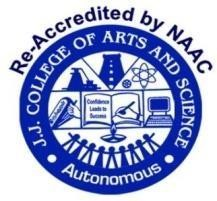 Re-Accredited by NAAC
J.J. COLLEGE OF ARTS AND SCIENCE
Confidence
Leads to
Success
Autonomous